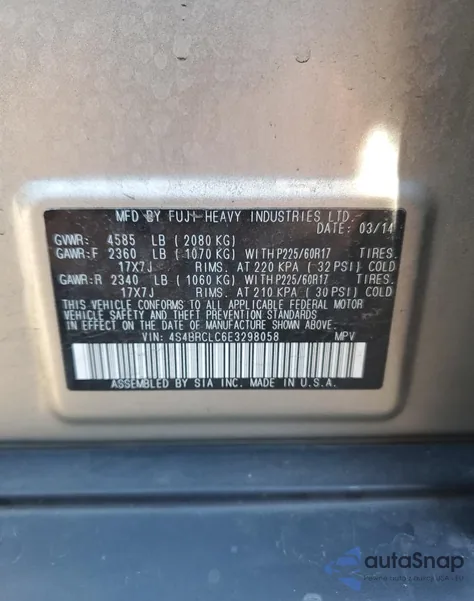 MFD BY FUJI HEAVY INDUSTRIES LTD.
DATE: 03/14
GVWR: 4585 LB (2080 KG)
GAWR:F 2360 LB (1070 KG) WITH P225/60R17 TIRES.
17X7J RIMS. AT 220 KPA (32 PSI) COLD
GAWR:R 2340 LB (1060 KG) WITH P225/60R17 TIRES.
17X7J RIMS. AT 210 KPA (30 PSI) COLD
THIS VEHICLE CONFORMS TO ALL APPLICABLE FEDERAL MOTOR
VEHICLE SAFETY AND THEFT PREVENTION STANDARDS
IN EFFECT ON THE DATE OF MANUFACTURE SHOWN ABOVE.
VIN: 4S4BRCLC6E3298058 MPV
ASSEMBLED BY SIA INC. MADE IN U.S.A.
autoSnap